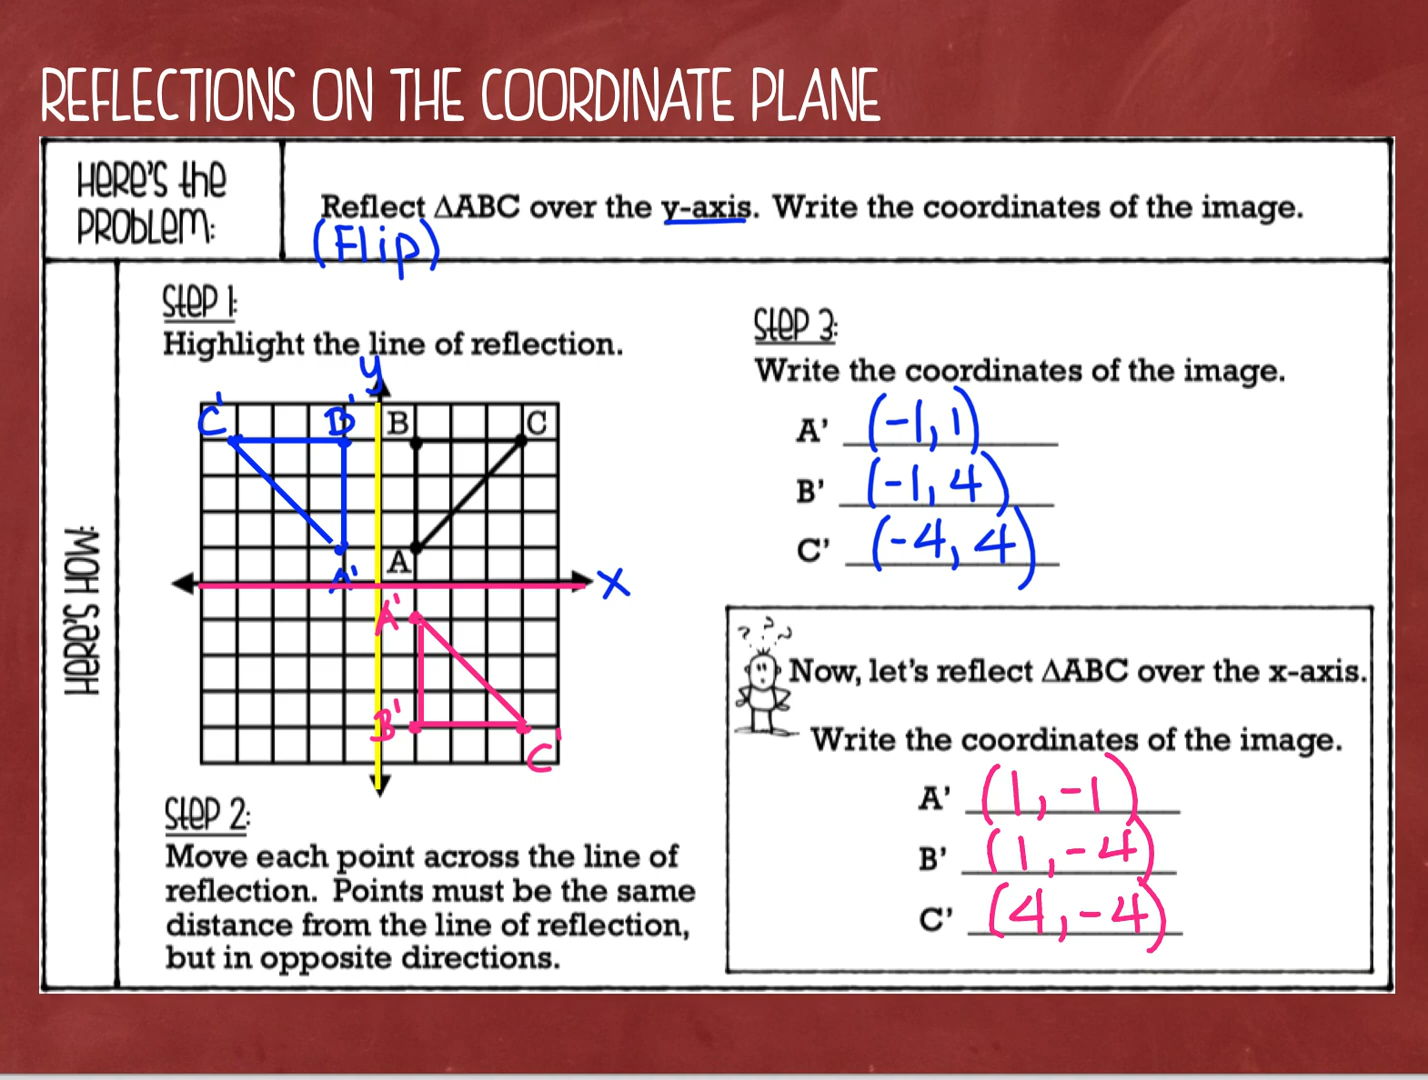 REFLECTIONS ON THE COORDINATE PLANE
HERE'S the PROBLEM:
Reflect ΔABC over the y-axis. Write the coordinates of the image.
(Flip)
HERE'S HOW:
Step 1:
Highlight the line of reflection.
y
C' B' B C
A' A
x
A'
B'
C'
Step 2:
Move each point across the line of
reflection. Points must be the same
distance from the line of reflection,
but in opposite directions.
Step 3:
Write the coordinates of the image.
A' (-1, 1)
B' (-1, 4)
C' (-4, 4)
? ? ?
Now, let's reflect ΔABC over the x-axis.
Write the coordinates of the image.
A' (1, -1)
B' (1, -4)
C' (4, -4)